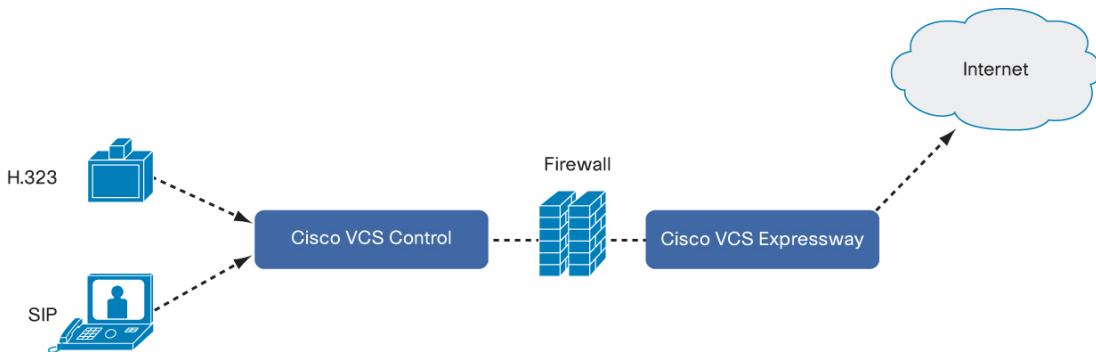 Internet
Firewall
H.323
Cisco VCS Control
Cisco VCS Expressway
SIP